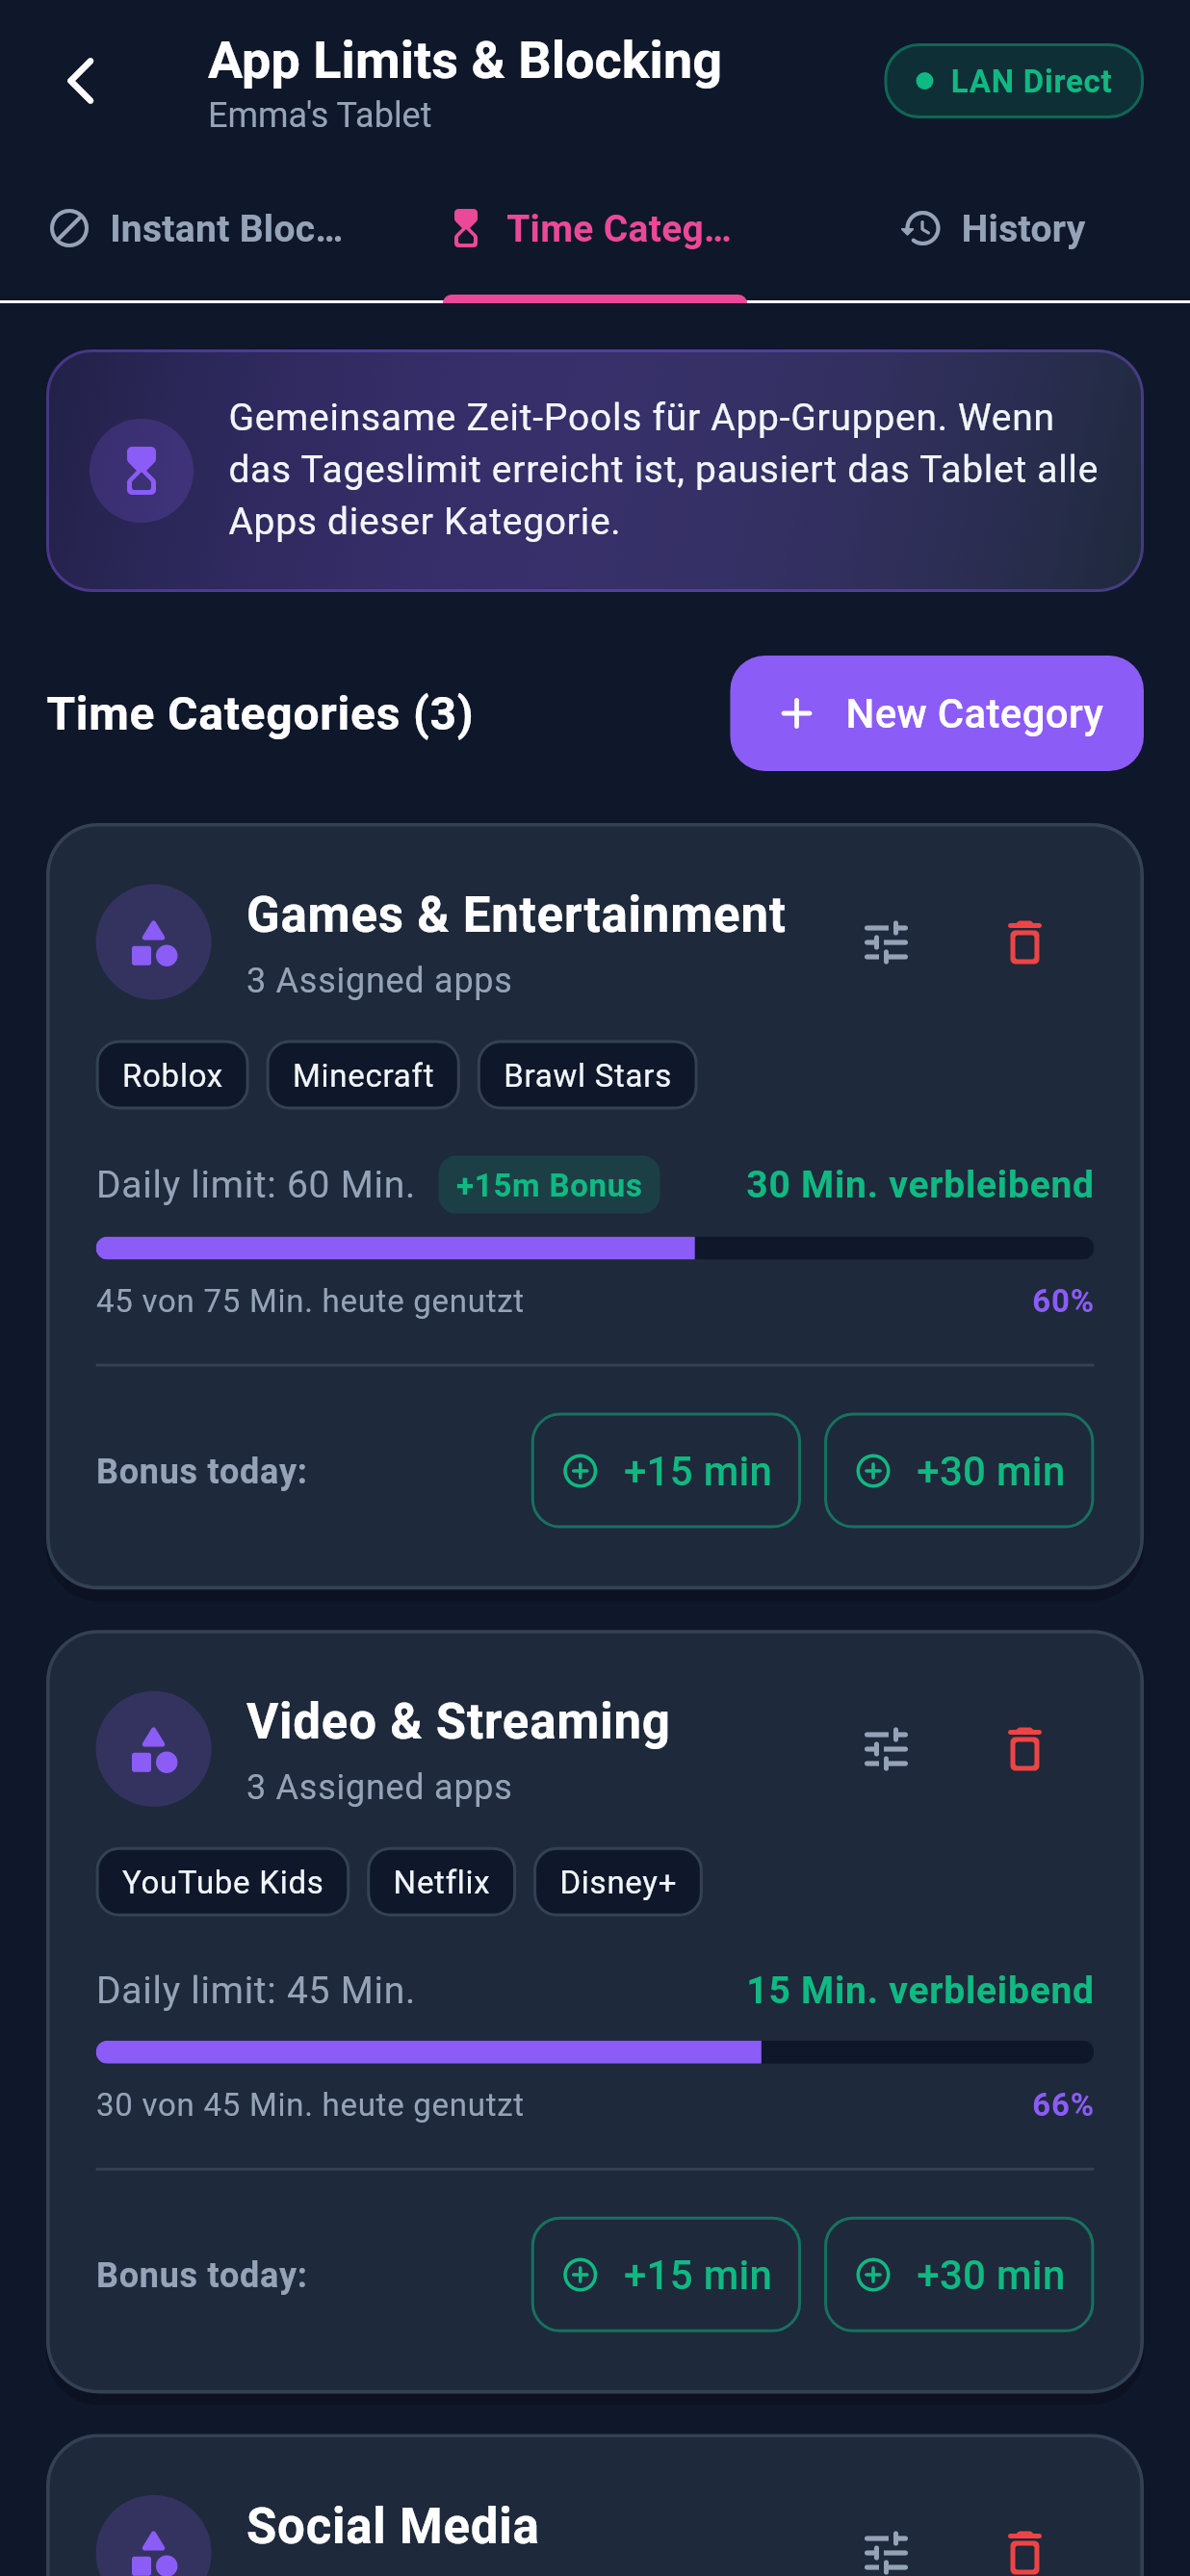 App Limits & Blocking
Emma's Tablet
LAN Direct
Instant Bloc...
Time Categ...
History
Gemeinsame Zeit-Pools für App-Gruppen. Wenn
das Tageslimit erreicht ist, pausiert das Tablet alle
Apps dieser Kategorie.
Time Categories (3)
New Category
Games & Entertainment
3 Assigned apps
Roblox
Minecraft
Brawl Stars
Daily limit: 60 Min.
+15m Bonus
30 Min. verbleibend
45 von 75 Min. heute genutzt
60%
Bonus today:
+15 min
+30 min
Video & Streaming
3 Assigned apps
YouTube Kids
Netflix
Disney+
Daily limit: 45 Min.
15 Min. verbleibend
30 von 45 Min. heute genutzt
66%
Bonus today:
+15 min
+30 min
Social Media